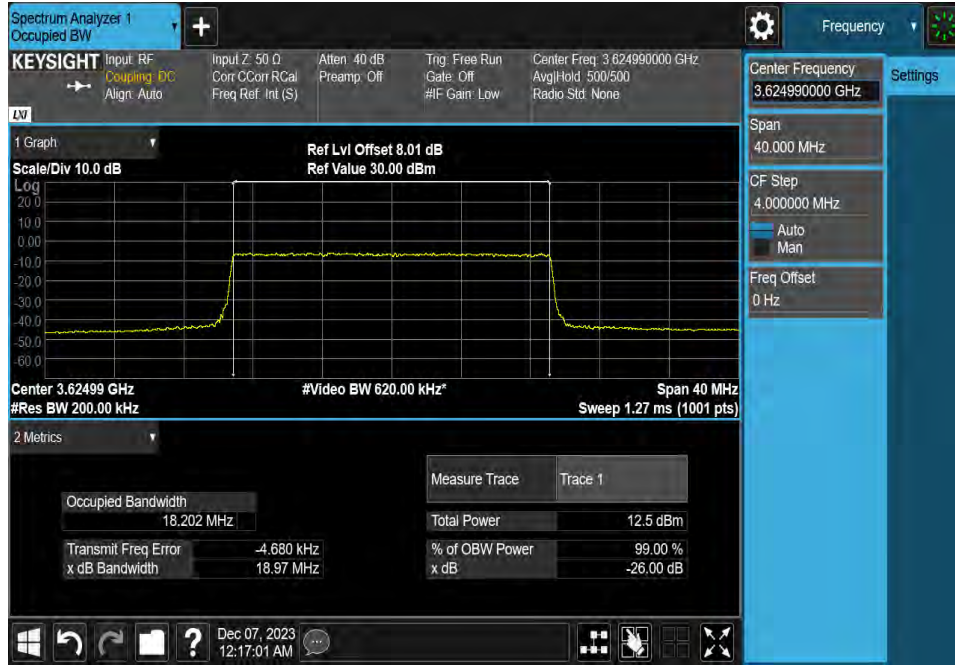 Spectrum Analyzer 1
Occupied BW
Frequency
KEYSIGHT
Input: RF
Coupling: DC
Align: Auto
Input Z: 50 Ω
Corr CCorr RCal
Freq Ref: Int (S)
Atten: 40 dB
Preamp: Off
Trig: Free Run
Gate: Off
#IF Gain: Low
Center Freq: 3.624990000 GHz
Avg|Hold: 500/500
Radio Std: None
LXI
Center Frequency
3.624990000 GHz
Settings
Span
40.000 MHz
CF Step
4.000000 MHz
Auto
Man
Freq Offset
0 Hz
1 Graph
Ref Lvl Offset 8.01 dB
Scale/Div 10.0 dB
Ref Value 30.00 dBm
Log
20.0
10.0
0.00
-10.0
-20.0
-30.0
-40.0
-50.0
-60.0
Center 3.62499 GHz
#Video BW 620.00 kHz*
Span 40 MHz
#Res BW 200.00 kHz
Sweep 1.27 ms (1001 pts)
2 Metrics
Measure Trace
Trace 1
Occupied Bandwidth
18.202 MHz
Total Power
12.5 dBm
Transmit Freq Error
-4.680 kHz
% of OBW Power
99.00 %
x dB Bandwidth
18.97 MHz
x dB
-26.00 dB
?
Dec 07, 2023
12:17:01 AM